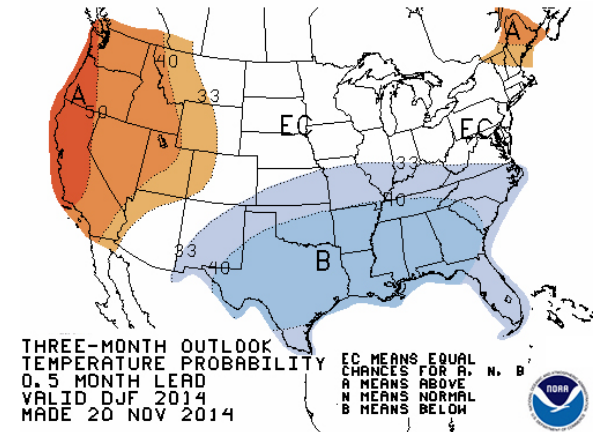 A
40
A
33
50
EC
EC
33
40
33
40
B
THREE-MONTH OUTLOOK
TEMPERATURE PROBABILITY
0.5 MONTH LEAD
VALID DJF 2014
MADE 20 NOV 2014
EC MEANS EQUAL
CHANCES FOR A, N, B
A MEANS ABOVE
N MEANS NORMAL
B MEANS BELOW
NOAA